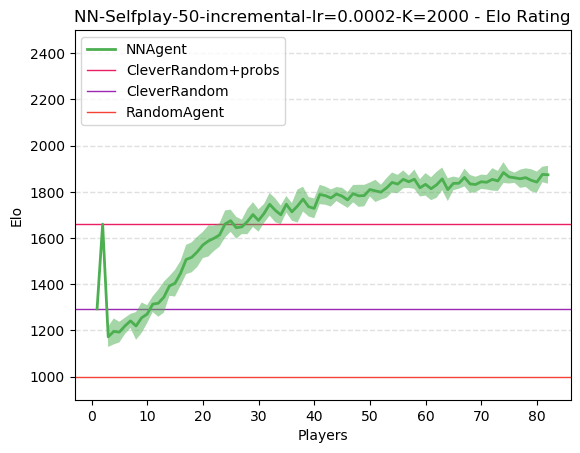 NN-Selfplay-50-incremental-lr=0.0002-K=2000 - Elo Rating
NNAgent
CleverRandom+probs
CleverRandom
RandomAgent
Elo
2400
2200
2000
1800
1600
1400
1200
1000
0 10 20 30 40 50 60 70 80
Players